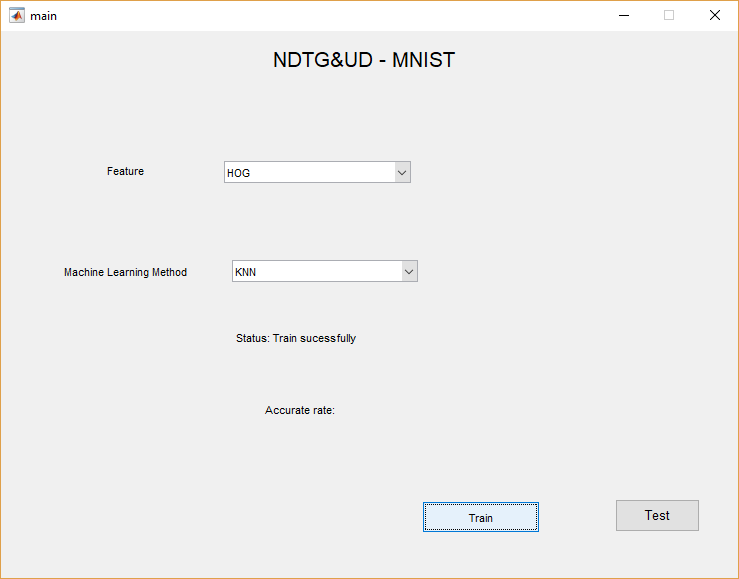 main
NDTG&UD - MNIST
Feature
HOG
Machine Learning Method
KNN
Status: Train sucessfully
Accurate rate:
Train
Test